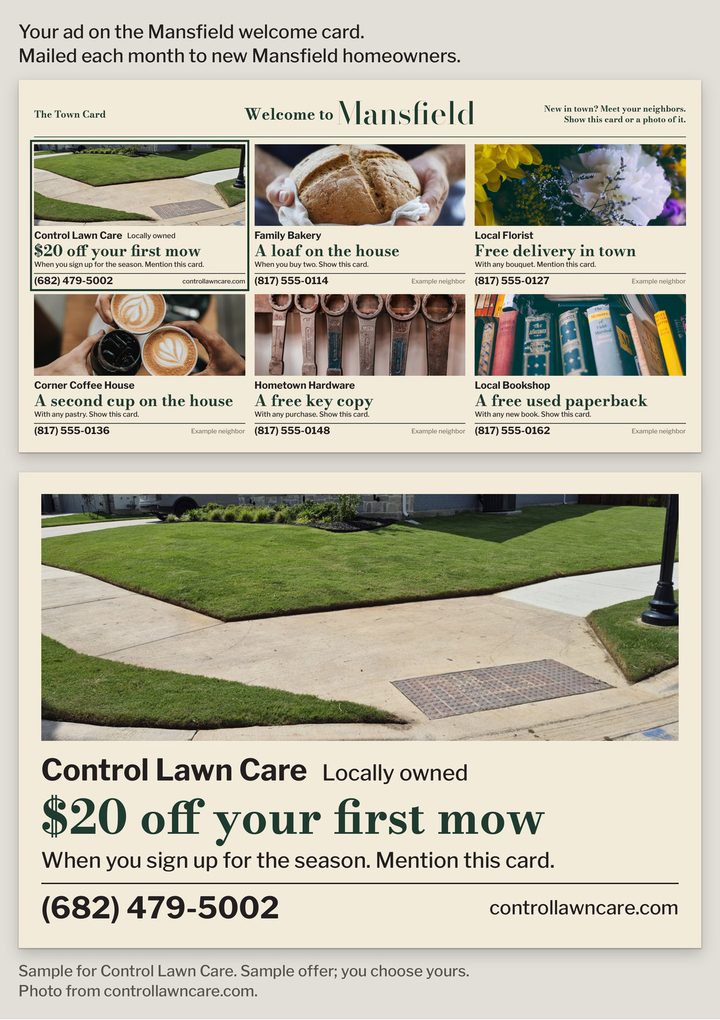 Your ad on the Mansfield welcome card.
Mailed each month to new Mansfield homeowners.
The Town Card
Welcome to Mansfield
New in town? Meet your neighbors.
Show this card or a photo of it.
Control Lawn Care Locally owned
$20 off your first mow
When you sign up for the season. Mention this card.
(682) 479-5002 controllawncare.com
Family Bakery
A loaf on the house
When you buy two. Show this card.
(817) 555-0114 Example neighbor
Local Florist
Free delivery in town
With any bouquet. Mention this card.
(817) 555-0127 Example neighbor
Corner Coffee House
A second cup on the house
With any pastry. Show this card.
(817) 555-0136 Example neighbor
Hometown Hardware
A free key copy
With any purchase. Show this card.
(817) 555-0148 Example neighbor
Local Bookshop
A free used paperback
With any new book. Show this card.
(817) 555-0162 Example neighbor
Control Lawn Care Locally owned
$20 off your first mow
When you sign up for the season. Mention this card.
(682) 479-5002 controllawncare.com
Sample for Control Lawn Care. Sample offer; you choose yours.
Photo from controllawncare.com.